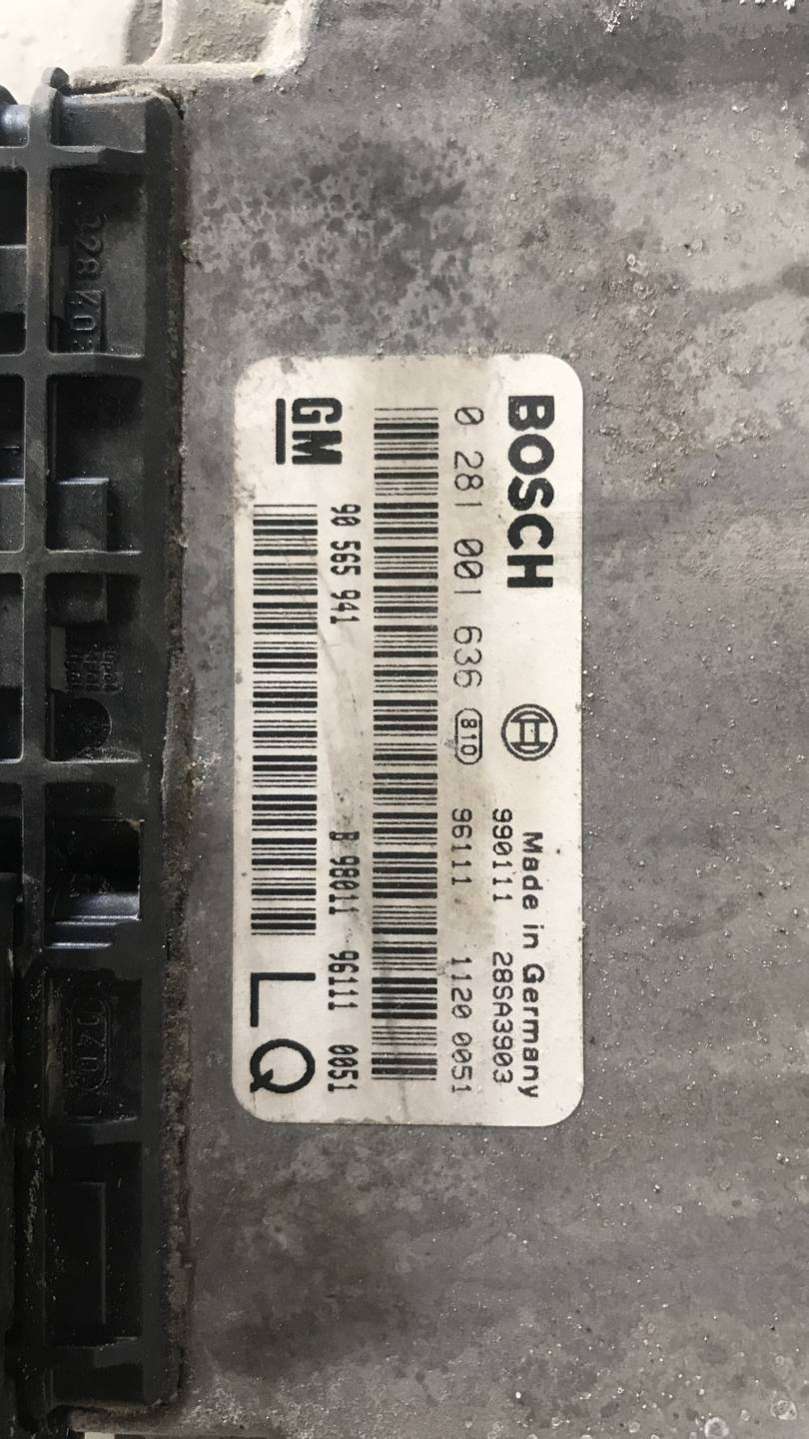 BOSCH
Made in Germany
990111 28SA3903
0 281 001 636 810 96111 1120 0051
90 565 941 B 98011 96111 0051
GM
LQ